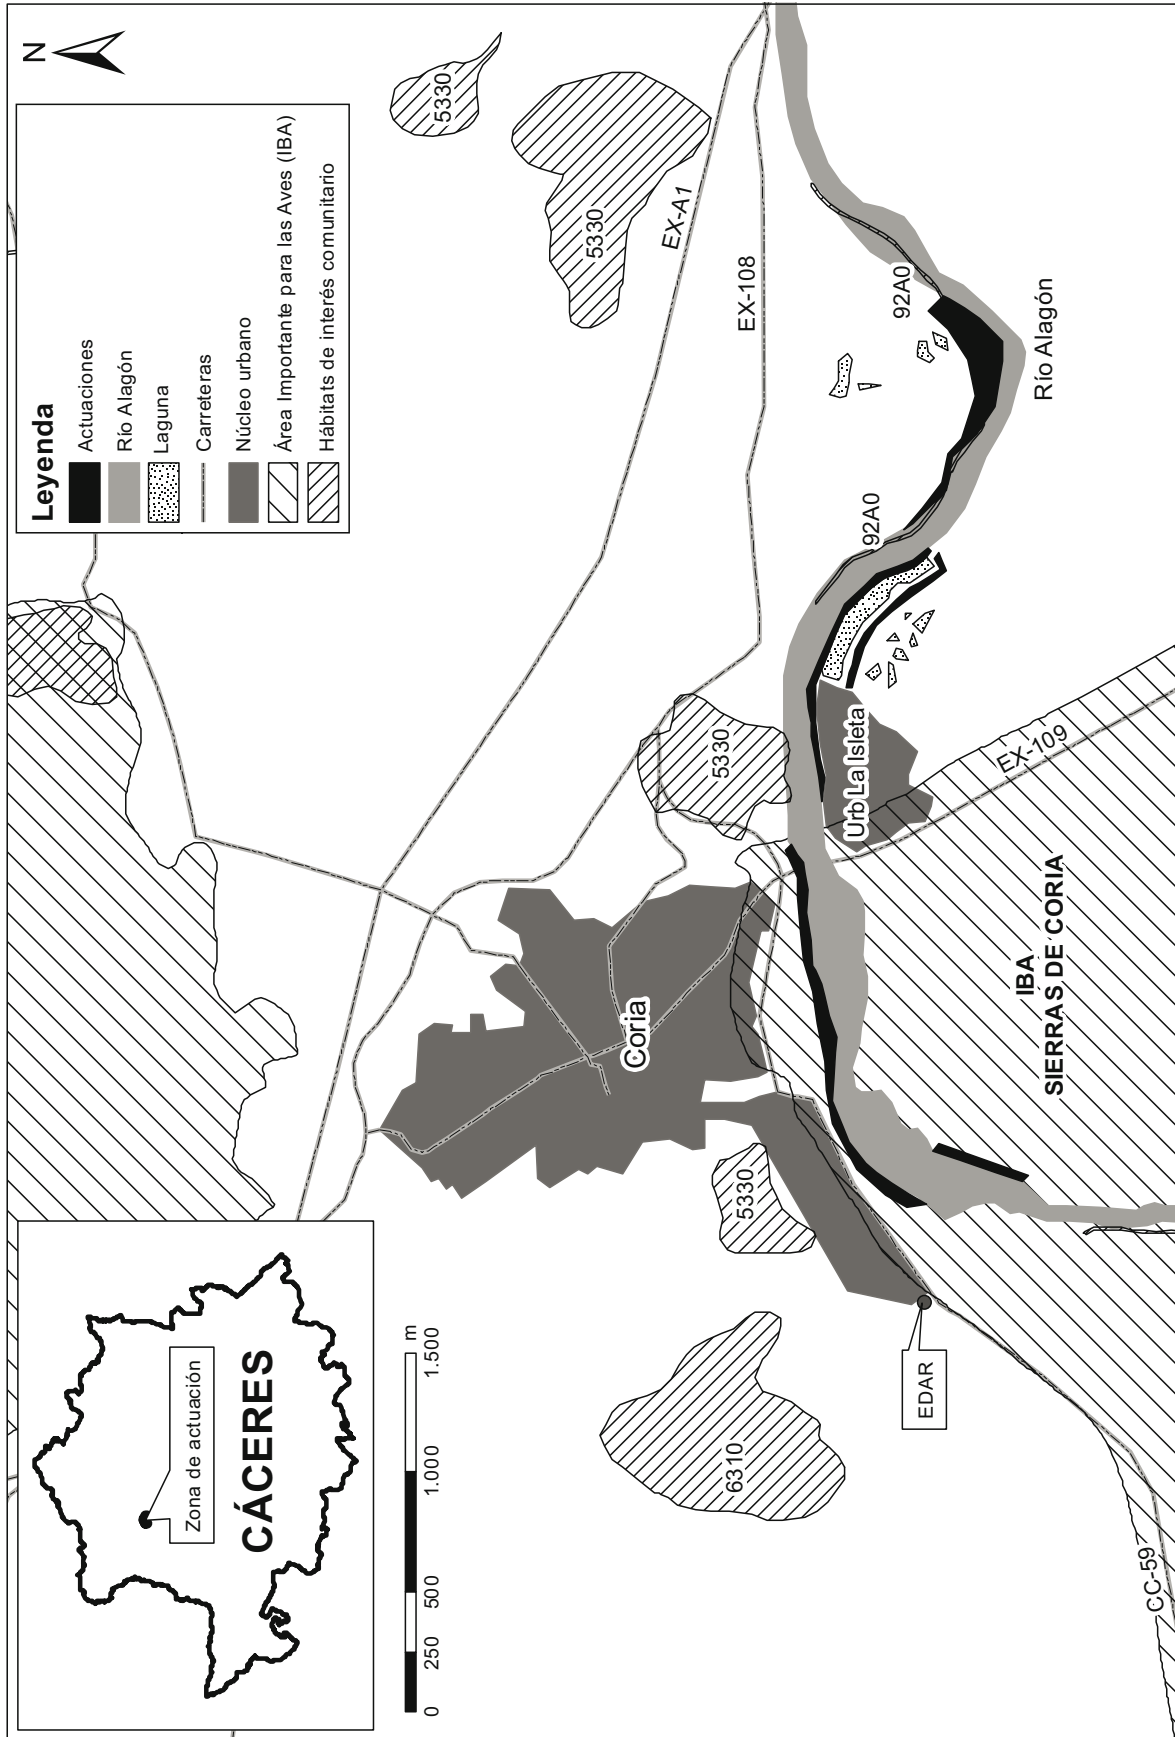 N
Leyenda
Actuaciones
Río Alagón
Laguna
Carreteras
Núcleo urbano
Área Importante para las Aves (IBA)
Hábitats de interés comunitario
Zona de actuación
CÁCERES
0 250 500 1.000 1.500 m
5330
5330
EX-A1
EX-108
92A0
92A0
Río Alagón
5330
Urb La Isleta
EX-109
Coria
IBA
SIERRAS DE CORIA
5330
6310
EDAR
CC-59